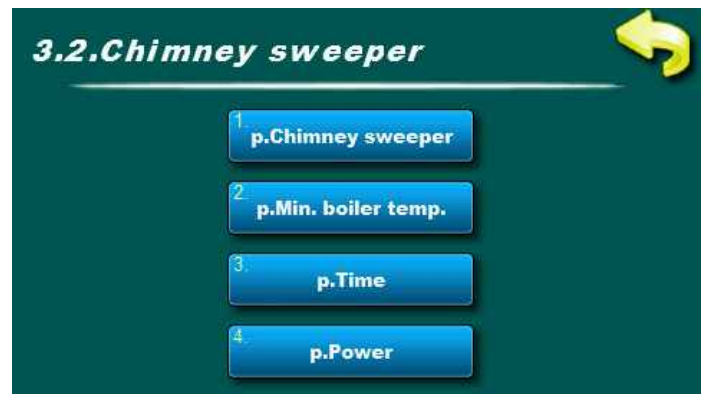 3.2.Chimney sweeper
1.
p.Chimney sweeper
2.
p.Min. boiler temp.
3.
p.Time
4.
p.Power